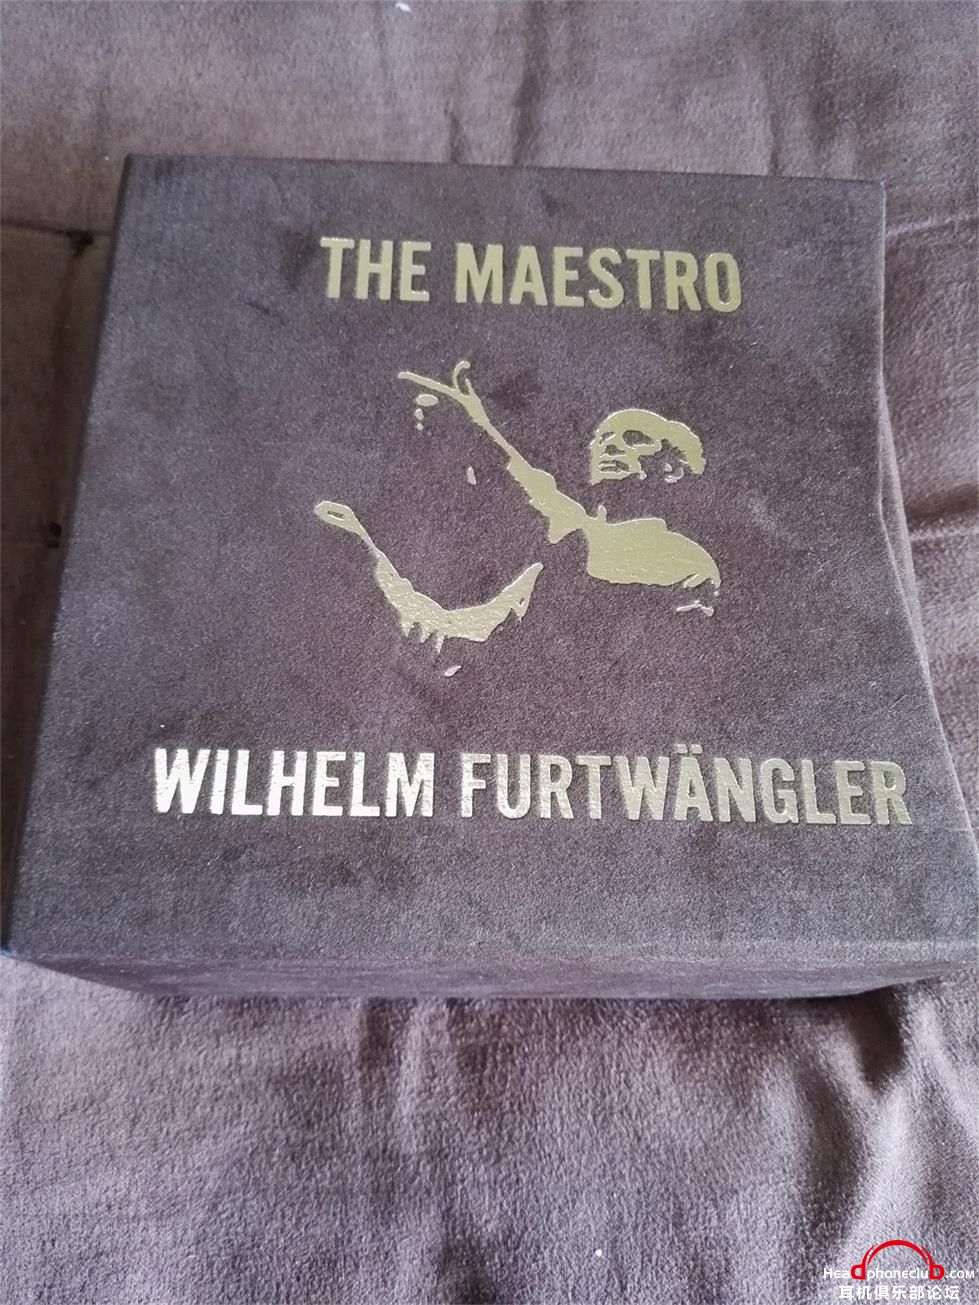 THE MAESTRO
WILHELM FURTWÄNGLER
Headphoneclub.com
耳机俱乐部论坛